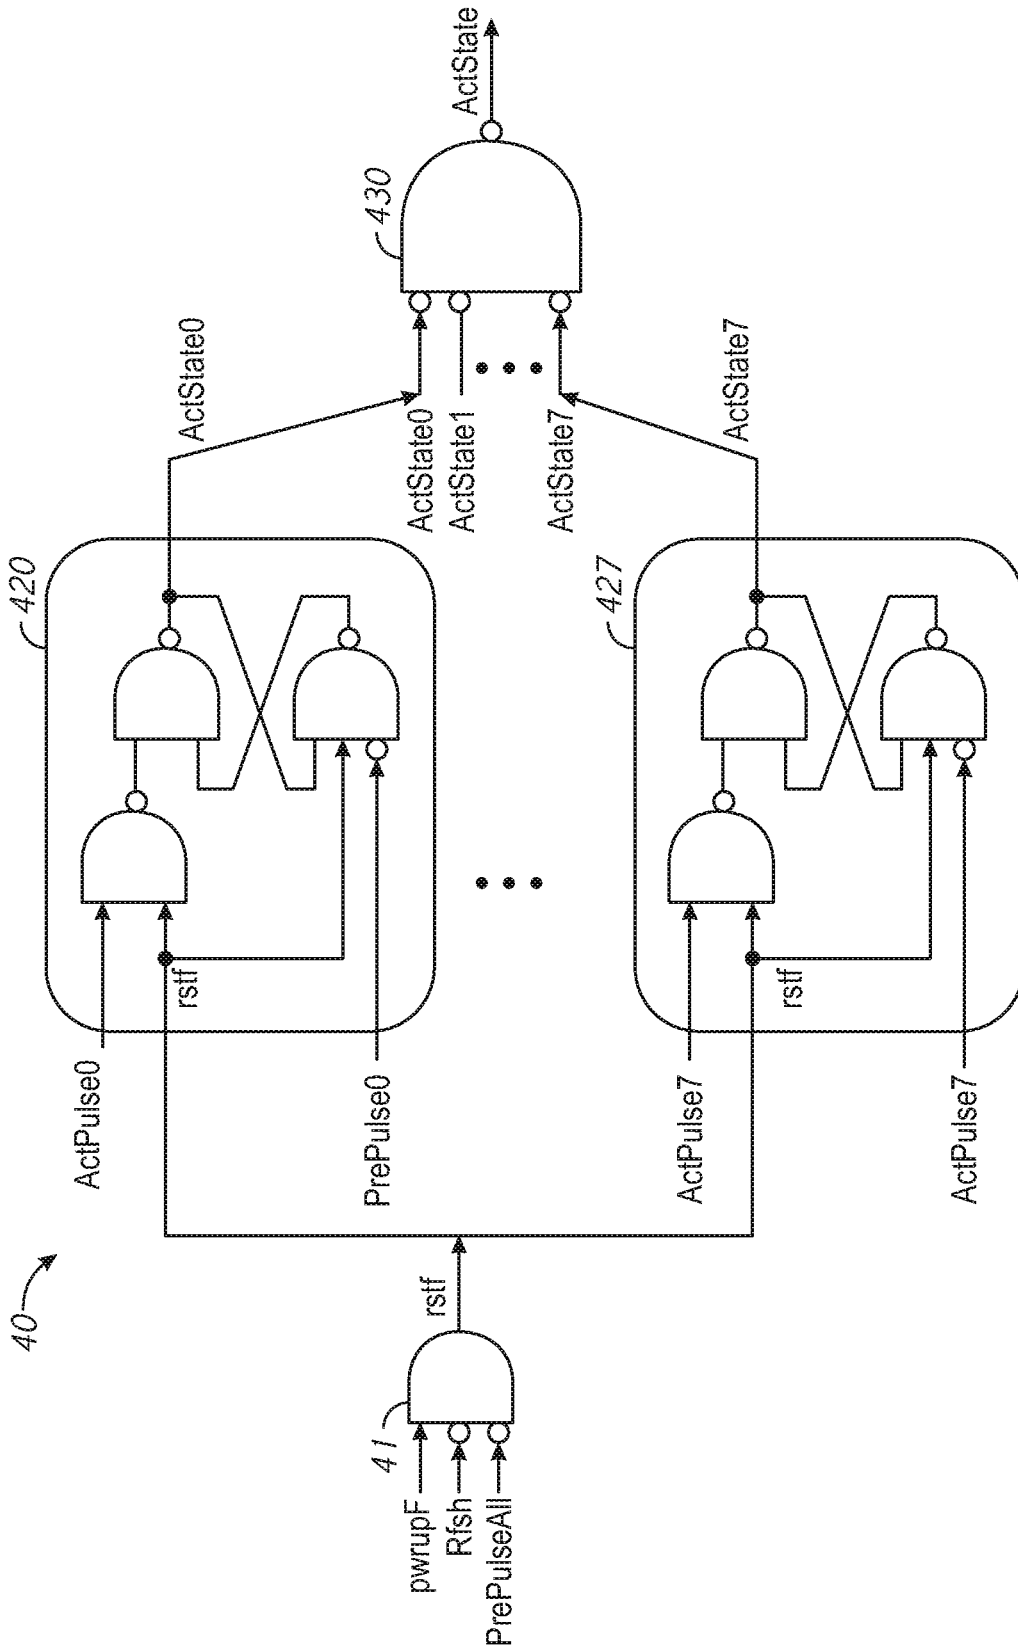 40
41
pwrupF
Rfsh
PrePulseAll
rstf
ActPulse0
rstf
PrePulse0
420
ActState0
ActPulse7
rstf
ActPulse7
427
ActState7
ActState0
ActState1
ActState7
430
ActState